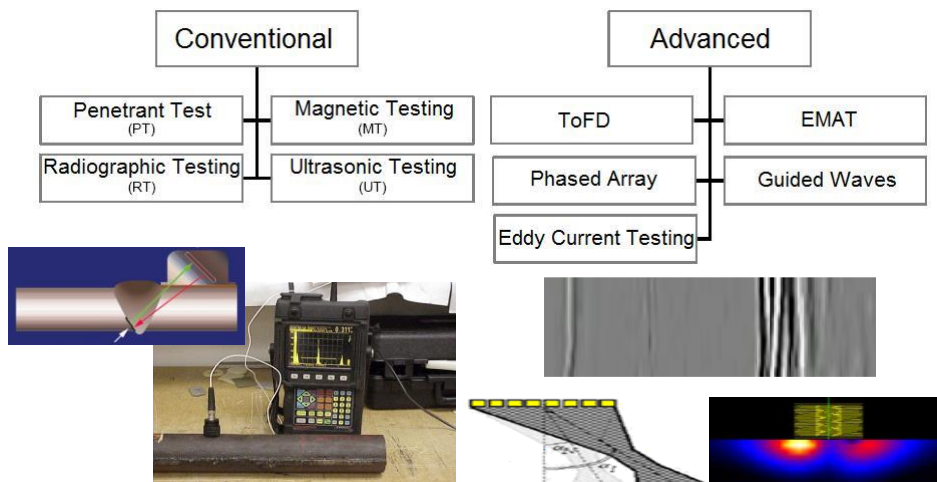 Conventional
Advanced
Penetrant Test
(PT)
Magnetic Testing
(MT)
Radiographic Testing
(RT)
Ultrasonic Testing
(UT)
ToFD
EMAT
Phased Array
Guided Waves
Eddy Current Testing